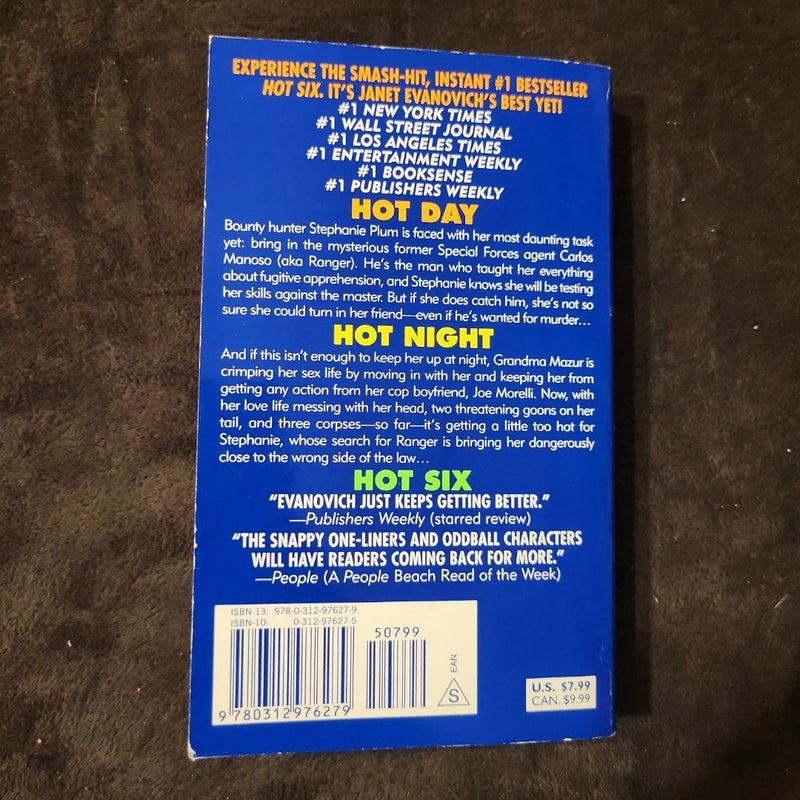 EXPERIENCE THE SMASH-HIT, INSTANT #1 BESTSELLER
HOT SIX. IT'S JANET EVANOVICH'S BEST YET!
#1 NEW YORK TIMES
#1 WALL STREET JOURNAL
#1 LOS ANGELES TIMES
#1 ENTERTAINMENT WEEKLY
#1 BOOKSENSE
#1 PUBLISHERS WEEKLY
HOT DAY
Bounty hunter Stephanie Plum is faced with her most daunting task
yet: bring in the mysterious former Special Forces agent Carlos
Manoso (aka Ranger). He's the man who taught her everything
about fugitive apprehension, and Stephanie knows she will be testing
her skills against the master. But if she does catch him, she's not so
sure she could turn in her friend—even if he's wanted for murder...
HOT NIGHT
And if this isn't enough to keep her up at night, Grandma Mazur is
crimping her sex life by moving in with her and keeping her from
getting any action from her cop boyfriend, Joe Morelli. Now, with
her love life messing with her head, two threatening goons on her
tail, and three corpses—so far—it's getting a little too hot for
Stephanie, whose search for Ranger is bringing her dangerously
close to the wrong side of the law...
HOT SIX
"EVANOVICH JUST KEEPS GETTING BETTER."
—Publishers Weekly (starred review)
"THE SNAPPY ONE-LINERS AND ODDBALL CHARACTERS
WILL HAVE READERS COMING BACK FOR MORE."
—People (A People Beach Read of the Week)
ISBN-13: 978-0-312-97627-9
ISBN-10: 0-312-97627-5
50799
9 780312 976279
EAN
S
U.S. $7.99
CAN. $9.99